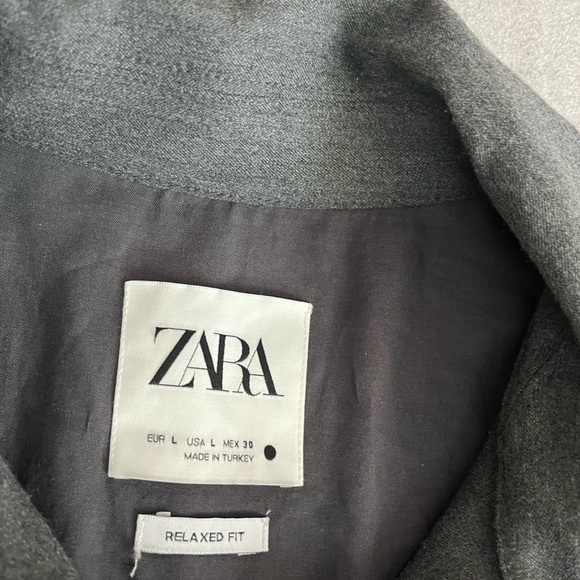 ZARA
EUR L USA L MEX 30
MADE IN TURKEY
RELAXED FIT